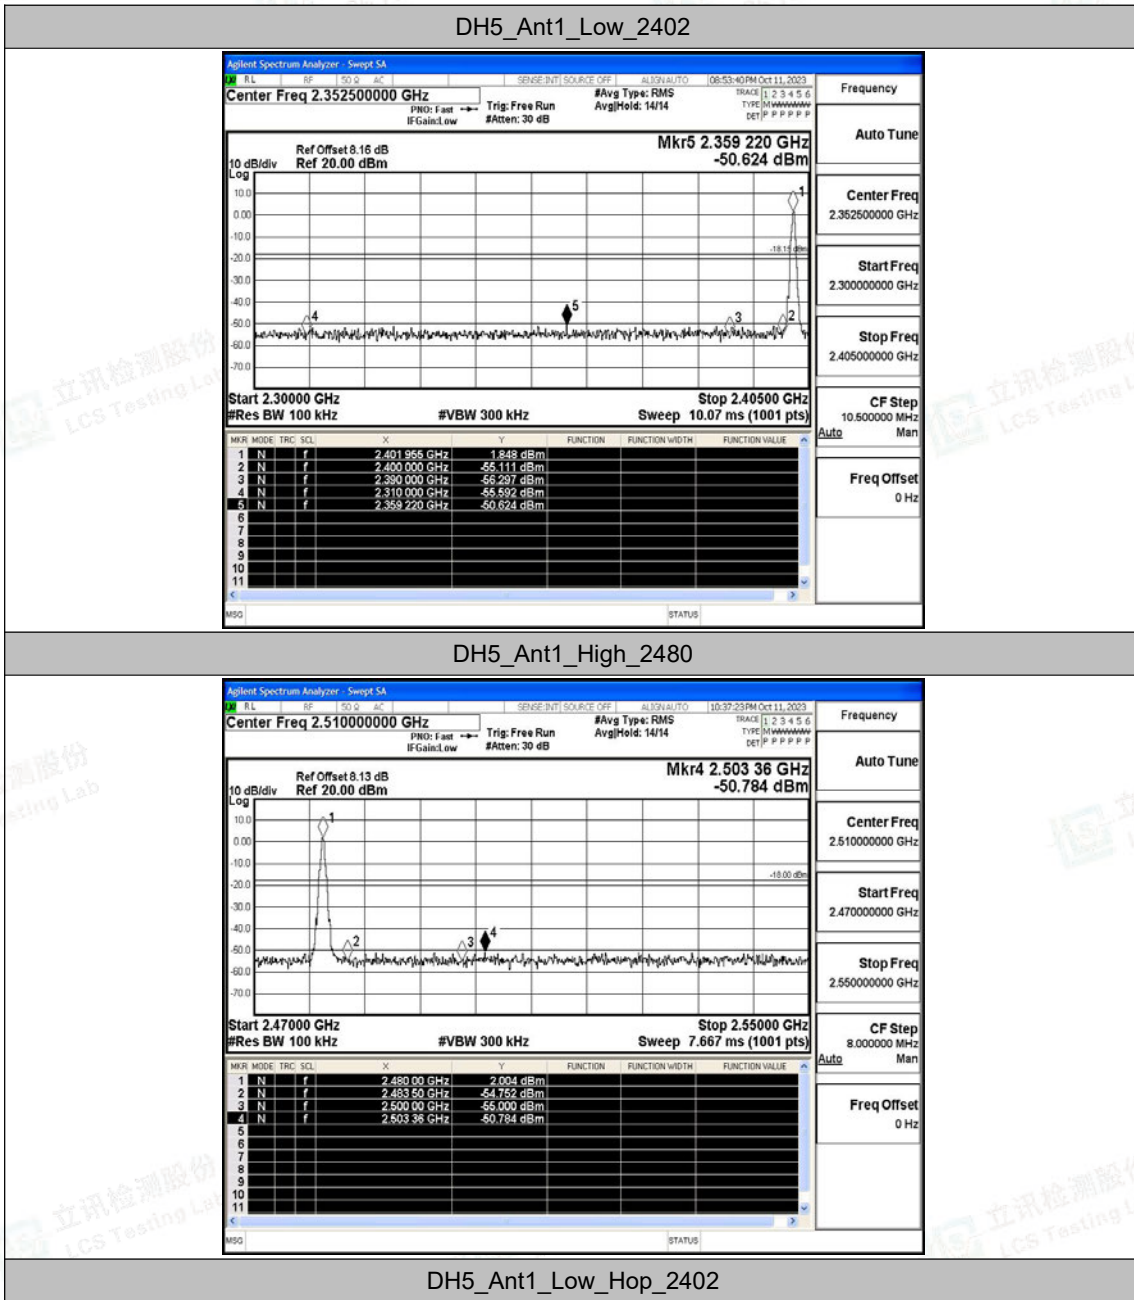 DH5_Ant1_Low_2402
Agilent Spectrum Analyzer - Swept SA
RL RF 50 Ω AC SENSE:INT SOURCE OFF ALIGN AUTO 08:53:40 PM Oct 11, 2023
Center Freq 2.352500000 GHz
PNO: Fast
IFGain:Low
Trig: Free Run
#Atten: 30 dB
#Avg Type: RMS
Avg|Hold: 14/14
TRACE 1 2 3 4 5 6
TYPE M W W W W W
DET P P P P P P
Frequency
Auto Tune
Ref Offset 8.16 dB
Ref 20.00 dBm
10 dB/div
Log
Mkr5 2.359 220 GHz
-50.624 dBm
10.0
0.00
-10.0
-20.0
-30.0
-40.0
-50.0
-60.0
-70.0
-18.15 dBm
1
2
3
4
5
Center Freq
2.352500000 GHz
Start Freq
2.300000000 GHz
Stop Freq
2.405000000 GHz
CF Step
10.500000 MHz
Auto Man
Freq Offset
0 Hz
Start 2.30000 GHz Stop 2.40500 GHz
#Res BW 100 kHz #VBW 300 kHz Sweep 10.07 ms (1001 pts)
MKR MODE TRC SCL X Y FUNCTION FUNCTION WIDTH FUNCTION VALUE
1 N f 2.401 955 GHz 1.848 dBm
2 N f 2.400 000 GHz -55.111 dBm
3 N f 2.390 000 GHz -56.297 dBm
4 N f 2.310 000 GHz -55.592 dBm
5 N f 2.359 220 GHz -50.624 dBm
6
7
8
9
10
11
MSG STATUS
DH5_Ant1_High_2480
Agilent Spectrum Analyzer - Swept SA
RL RF 50 Ω AC SENSE:INT SOURCE OFF ALIGN AUTO 10:37:23 PM Oct 11, 2023
Center Freq 2.510000000 GHz
PNO: Fast
IFGain:Low
Trig: Free Run
#Atten: 30 dB
#Avg Type: RMS
Avg|Hold: 14/14
TRACE 1 2 3 4 5 6
TYPE M W W W W W
DET P P P P P P
Frequency
Auto Tune
Ref Offset 8.13 dB
Ref 20.00 dBm
10 dB/div
Log
Mkr4 2.503 36 GHz
-50.784 dBm
10.0
0.00
-10.0
-20.0
-30.0
-40.0
-50.0
-60.0
-70.0
-18.00 dBm
1
2
3
4
Center Freq
2.510000000 GHz
Start Freq
2.470000000 GHz
Stop Freq
2.550000000 GHz
CF Step
8.000000 MHz
Auto Man
Freq Offset
0 Hz
Start 2.47000 GHz Stop 2.55000 GHz
#Res BW 100 kHz #VBW 300 kHz Sweep 7.667 ms (1001 pts)
MKR MODE TRC SCL X Y FUNCTION FUNCTION WIDTH FUNCTION VALUE
1 N f 2.480 00 GHz 2.004 dBm
2 N f 2.483 50 GHz -54.752 dBm
3 N f 2.500 00 GHz -55.000 dBm
4 N f 2.503 36 GHz -50.784 dBm
5
6
7
8
9
10
11
MSG STATUS
DH5_Ant1_Low_Hop_2402
立讯检测股份
LCS Testing Lab